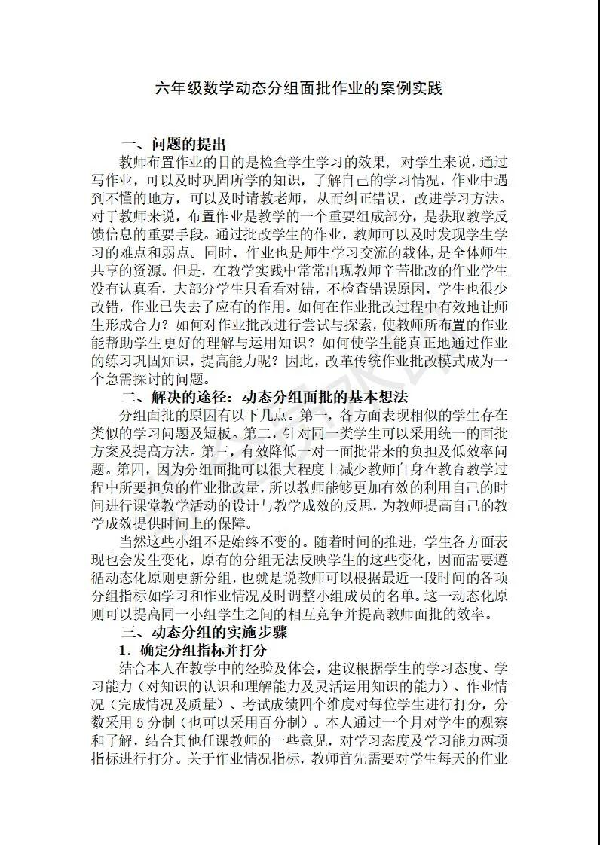 六年级数学动态分组面批作业的案例实践
一、问题的提出
教师布置作业的目的是检查学生学习的效果，对学生来说，通过
写作业，可以及时巩固所学的知识，了解自己的学习情况，作业中遇
到不懂的地方，可以及时请教老师，从而纠正错误，改进学习方法。
对于教师来说，布置作业是教学的一个重要组成部分，是获取教学反
馈信息的重要手段。通过批改学生的作业，教师可以及时发现学生学
习的难点和弱点。同时，作业也是师生学习交流的载体，是全体师生
共享的资源。但是，在教学实践中常常出现教师辛苦批改的作业学生
没有认真看，大部分学生只看看对错，不检查错误原因，学生也很少
改错，作业已失去了应有的作用。如何在作业批改过程中有效地让师
生形成合力？如何对作业批改进行尝试与探索，使教师所布置的作业
能帮助学生更好的理解与运用知识？如何使学生能真正地通过作业
的练习巩固知识，提高能力呢？因此，改革传统作业批改模式成为一
个急需探讨的问题。
二、解决的途径：动态分组面批的基本想法
分组面批的原因有以下几点。第一，各方面表现相似的学生存在
类似的学习问题及短板。第二，针对同一类学生可以采用统一的面批
方案及提高方法。第三，有效降低一对一面批带来的负担及低效率问
题。第四，因为分组面批可以很大程度上减少教师自身在教育教学过
程中所要担负的作业批改量，所以教师能够更加有效的利用自己的时
间进行课堂教学活动的设计与教学成效的反思，为教师提高自己的教
学成效提供时间上的保障。
当然这些小组不是始终不变的。随着时间的推进，学生各方面表
现也会发生变化，原有的分组无法反映学生的这些变化，因而需要遵
循动态化原则更新分组，也就是说教师可以根据最近一段时间的各项
分组指标如学习和作业情况及时调整小组成员的名单。这一动态化原
则可以提高同一小组学生之间的相互竞争并提高教师面批的效率。
三、动态分组的实施步骤
1．确定分组指标并打分
结合本人在教学中的经验及体会，建议根据学生的学习态度、学
习能力（对知识的认识和理解能力及灵活运用知识的能力）、作业情
况（完成情况及质量）、考试成绩四个维度对每位学生进行打分，分
数采用 5 分制（也可以采用百分制）。本人通过一个月对学生的观察
和了解，结合其他任课教师的一些意见，对学习态度及学习能力两项
指标进行打分。关于作业情况指标，教师首先需要对学生每天的作业